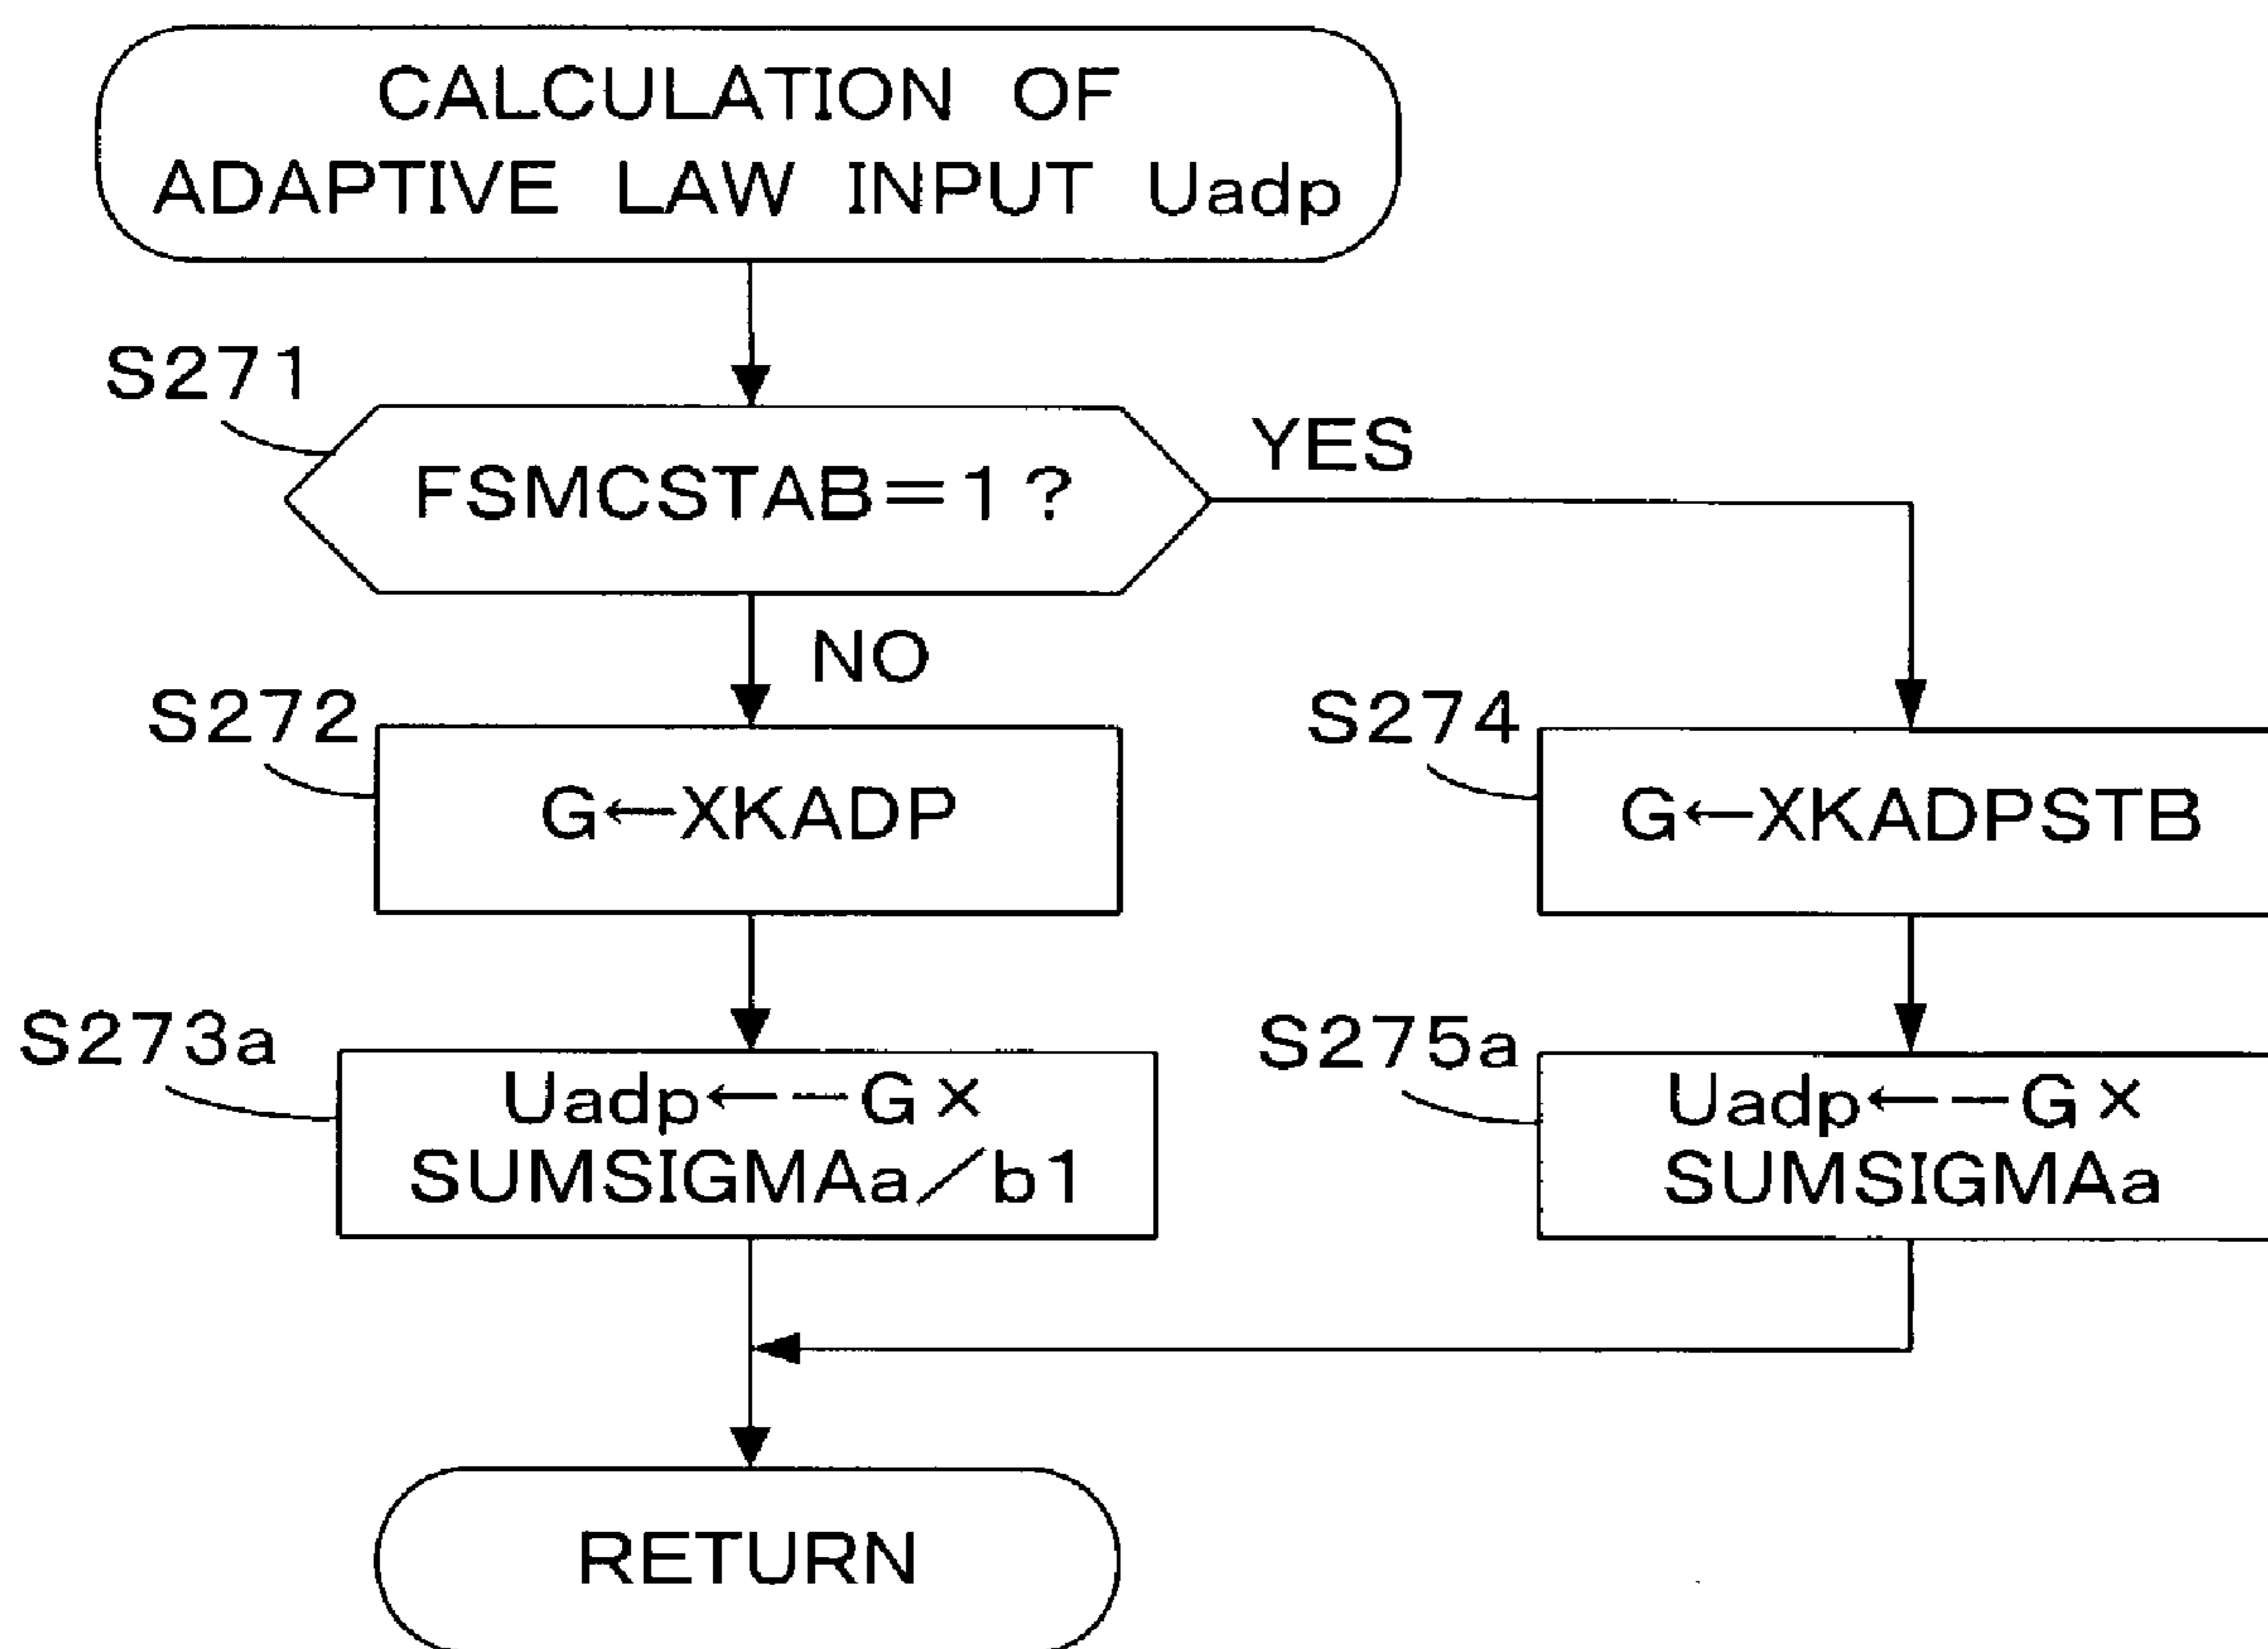 CALCULATION OF
ADAPTIVE LAW INPUT Uadp
S271
FSMCSTAB=1?
YES
NO
S272
G←XKADP
S274
G←XKADPSTB
S273a
Uadp←−G×
SUMSIGMAa/b1
S275a
Uadp←−G×
SUMSIGMAa
RETURN